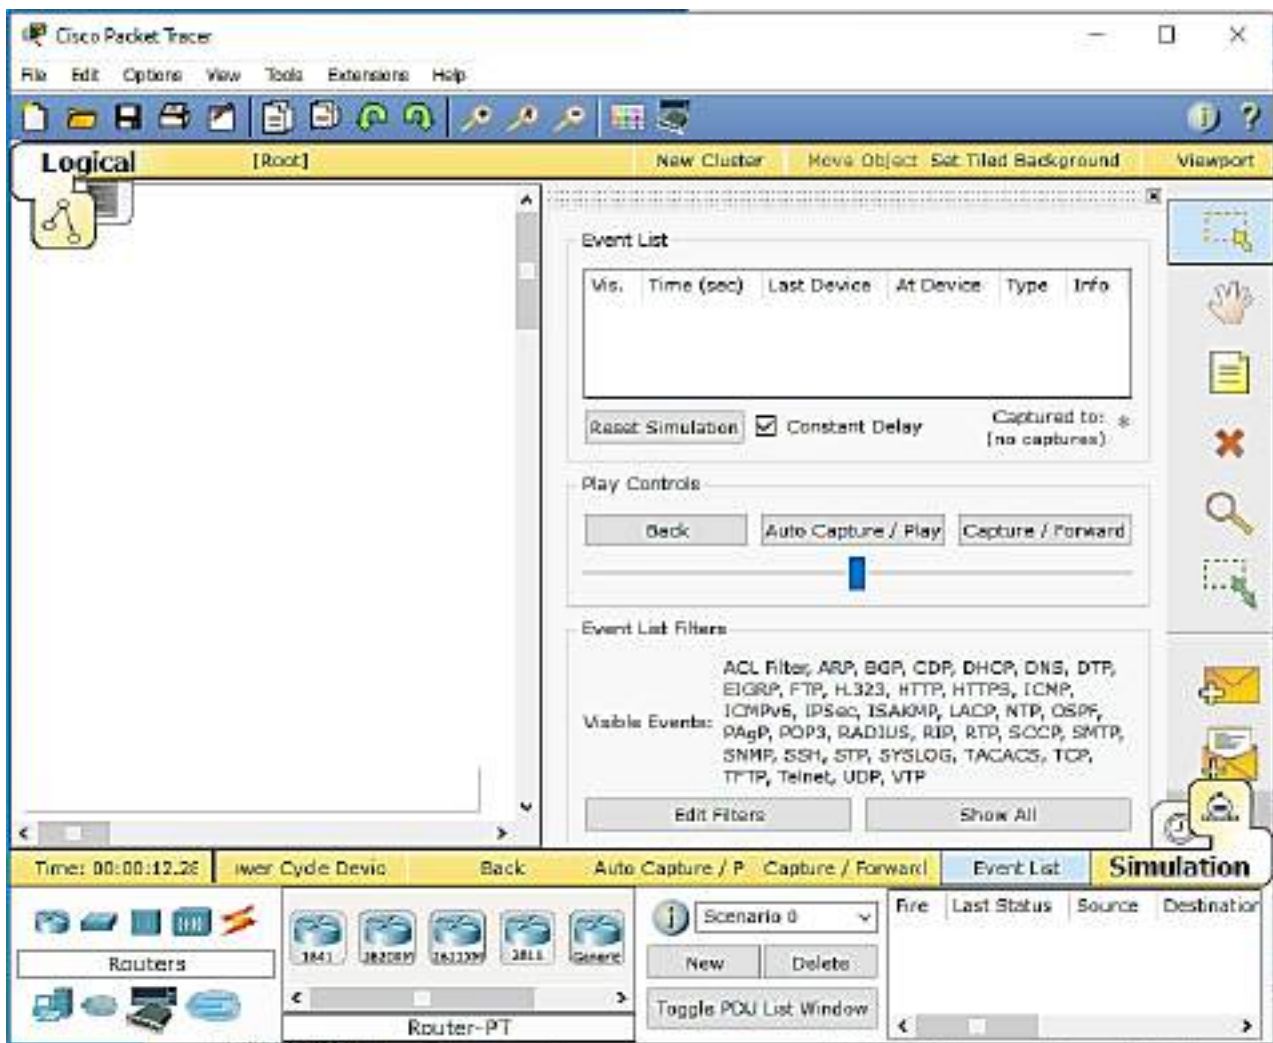 Cisco Packet Tracer
File Edit Options View Tools Extensions Help
Logical [Root] New Cluster Move Object Set Tiled Background Viewport
Event List
Vis. Time (sec) Last Device At Device Type Info
Reset Simulation Constant Delay Captured to: *
(no captures)
Play Controls
Back Auto Capture / Play Capture / Forward
Event List Filters
Visible Events:
ACL Filter, ARP, BGP, CDP, DHCP, DNS, DTP,
EIGRP, FTP, H.323, HTTP, HTTPS, ICMP,
ICMPv6, IPSec, ISAKMP, LACP, NTP, OSPF,
PAgP, POP3, RADIUS, RIP, RTP, SCCP, SMTP,
SNMP, SSH, STP, SYSLOG, TACACS, TCP,
TFTP, Telnet, UDP, VTP
Edit Filters Show All
Time: 00:00:12.28 wer Cycle Devic Back Auto Capture / P Capture / Forward Event List Simulation
Routers
1841 2620XM 2621XM 2811 Generic
Router-PT
Scenario 0
New Delete
Toggle PDU List Window
Fire Last Status Source Destination